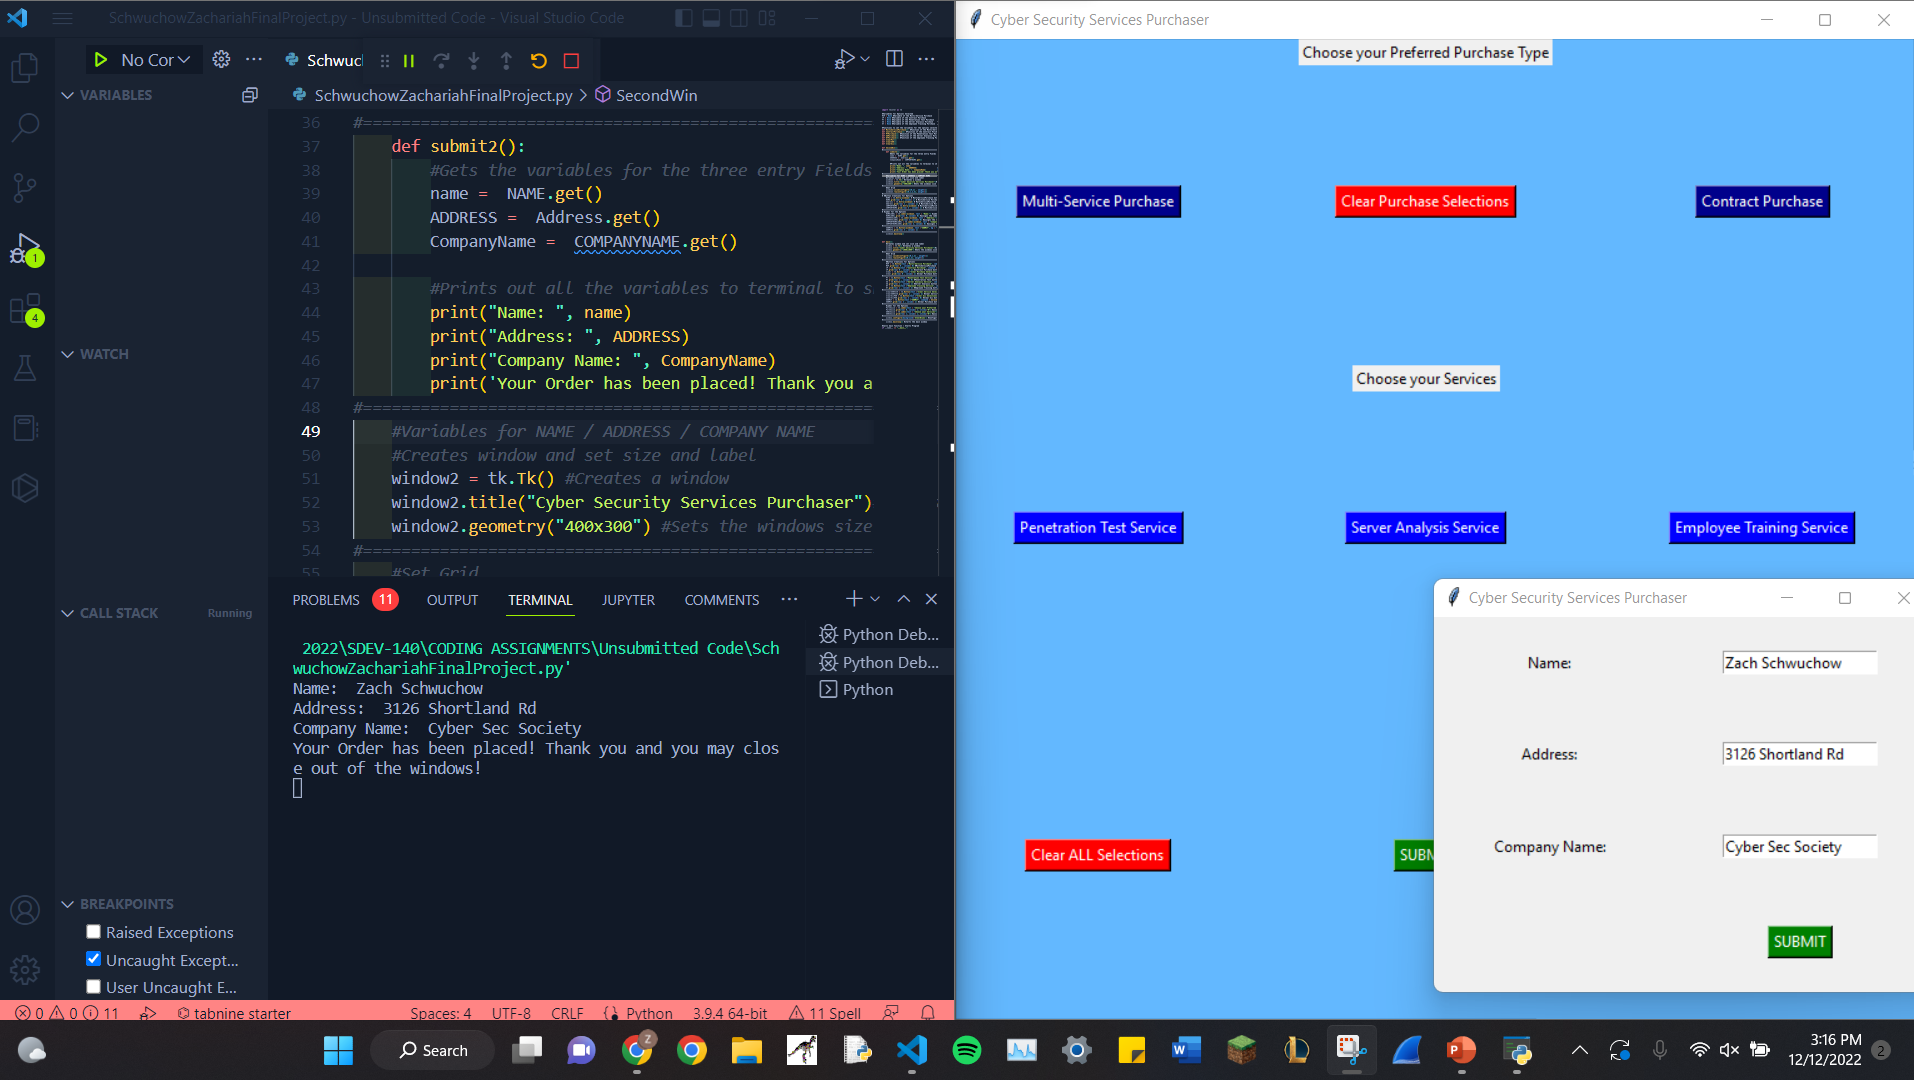 SchwuchowZachariahFinalProject.py - Unsubmitted Code - Visual Studio Code
No Cor
VARIABLES
WATCH
CALL STACK
Running
BREAKPOINTS
Raised Exceptions
Uncaught Except...
User Uncaught E...
1
4
Schwucl
SchwuchowZachariahFinalProject.py > SecondWin
36 #=====================================================
37 def submit2():
38 #Gets the variables for the three entry Fields
39 name = NAME.get()
40 ADDRESS = Address.get()
41 CompanyName = COMPANYNAME.get()
42
43 #Prints out all the variables to terminal to s
44 print("Name: ", name)
45 print("Address: ", ADDRESS)
46 print("Company Name: ", CompanyName)
47 print('Your Order has been placed! Thank you a
48 #=====================================================
49 #Variables for NAME / ADDRESS / COMPANY NAME
50 #Creates window and set size and label
51 window2 = tk.Tk() #Creates a window
52 window2.title("Cyber Security Services Purchaser")
53 window2.geometry("400x300") #Sets the windows size
54 #=====================================================
55 #Set Grid
PROBLEMS 11 OUTPUT TERMINAL JUPYTER COMMENTS ...
2022\SDEV-140\CODING ASSIGNMENTS\Unsubmitted Code\Sch
wuchowZachariahFinalProject.py'
Name:  Zach Schwuchow
Address:  3126 Shortland Rd
Company Name:  Cyber Sec Society
Your Order has been placed! Thank you and you may clos
e out of the windows!
Python Deb...
Python Deb...
Python
0 0 11 tabnine starter Spaces: 4 UTF-8 CRLF Python 3.9.4 64-bit 11 Spell
Cyber Security Services Purchaser
Choose your Preferred Purchase Type
Multi-Service Purchase
Clear Purchase Selections
Contract Purchase
Choose your Services
Penetration Test Service
Server Analysis Service
Employee Training Service
Clear ALL Selections
SUBM
Cyber Security Services Purchaser
Name: Zach Schwuchow
Address: 3126 Shortland Rd
Company Name: Cyber Sec Society
SUBMIT
Search
Z
3:16 PM
12/12/2022
2